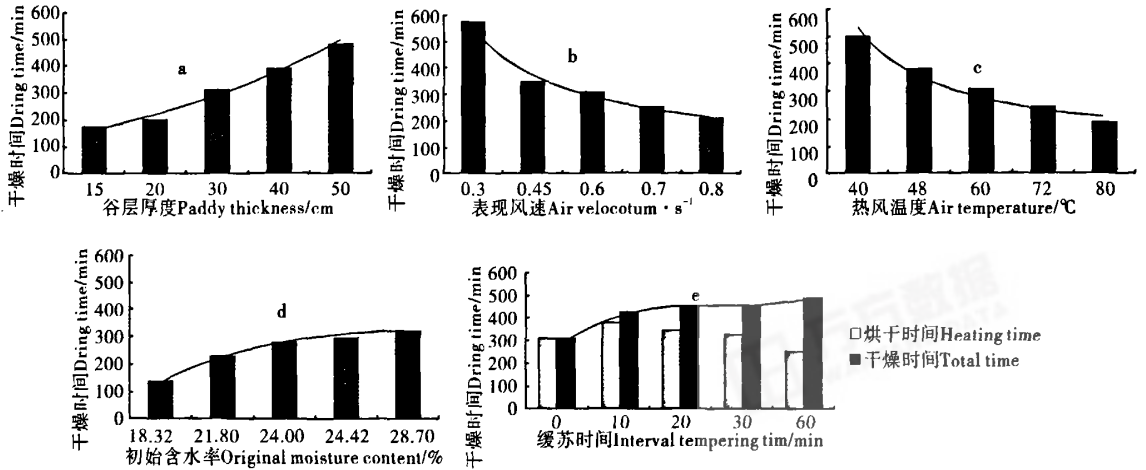 600
500
400
300
200
100
0
干燥时间Dring time/min
a
15 20 30 40 50
谷层厚度Paddy thickness/cm
600
500
400
300
200
100
0
干燥时间Dring time/min
b
0.3 0.45 0.6 0.7 0.8
表现风速Air velocotum·s⁻¹
600
500
400
300
200
100
0
干燥时间Dring time/min
c
40 48 60 72 80
热风温度Air temperature/℃
600
500
400
300
200
100
0
干燥时间Dring time/min
d
18.32 21.80 24.00 24.42 28.70
初始含水率Original moisture content/%
600
500
400
300
200
100
0
干燥时间Dring time/min
e
0 10 20 30 60
缓苏时间Interval tempering tim/min
烘干时间Heating time
干燥时间Total time
万方数据